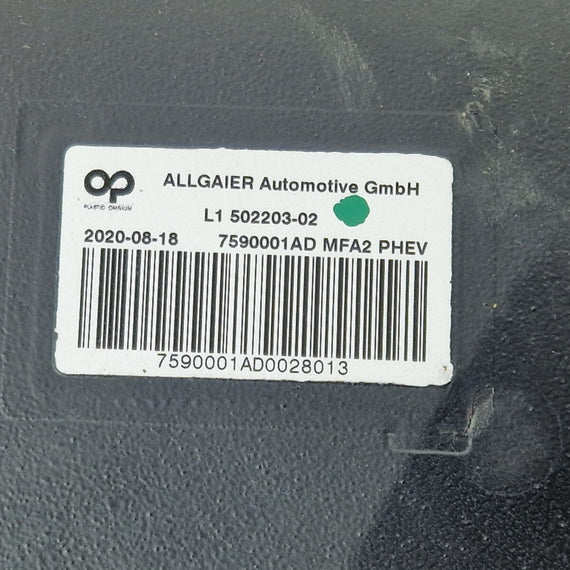 OP
PLASTIC OMNIUM
ALLGAIER Automotive GmbH
L1 502203-02
2020-08-18 7590001AD MFA2 PHEV
7590001AD0028013